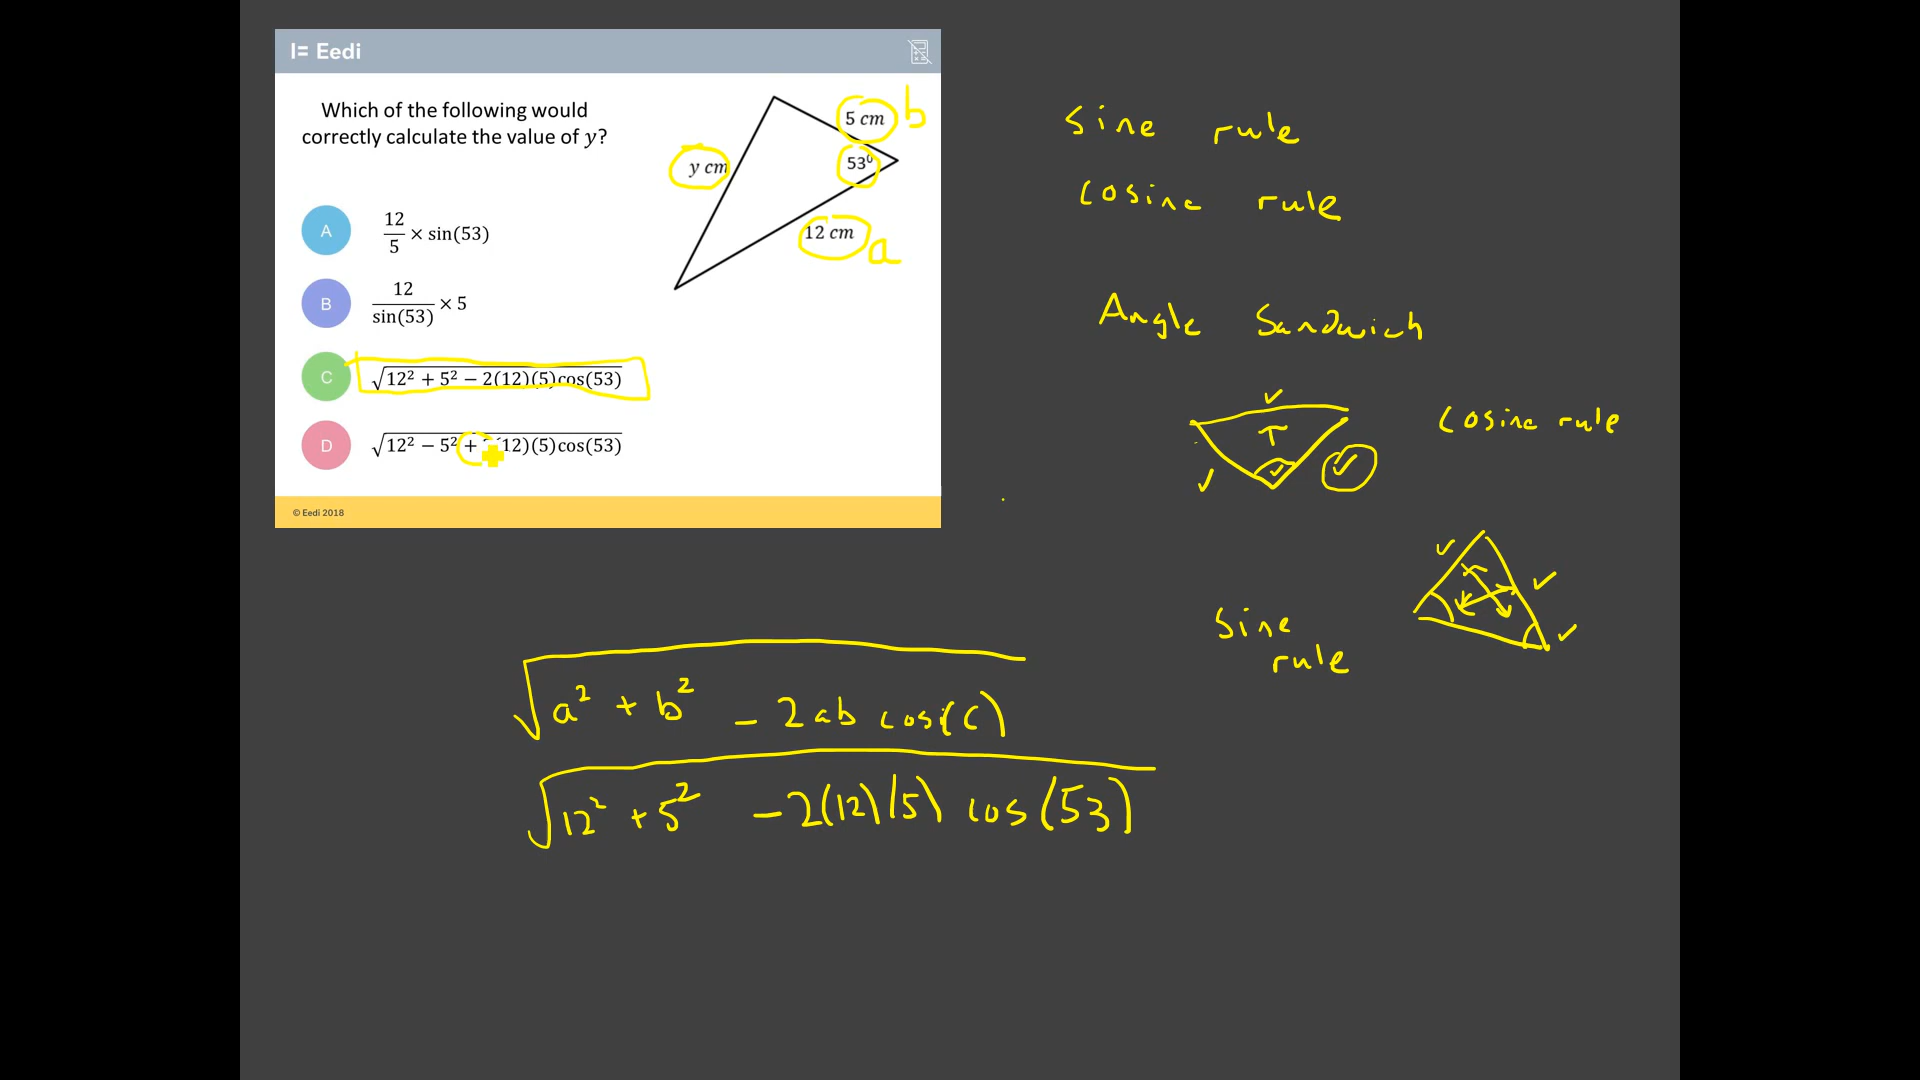 Eedi
Which of the following would
correctly calculate the value of y?
5 cm b
53⁰
y cm
12 cm a
A 12/5 × sin(53)
B 12/sin(53) × 5
C √(12² + 5² − 2(12)(5)cos(53))
D √(12² − 5² + (12)(5)cos(53))
© Eedi 2018
Sine rule
Cosine rule
Angle Sandwich
Cosine rule
Sine
rule
√(a² + b² − 2ab cos(C))
√(12² + 5² − 2(12)(5) cos(53))